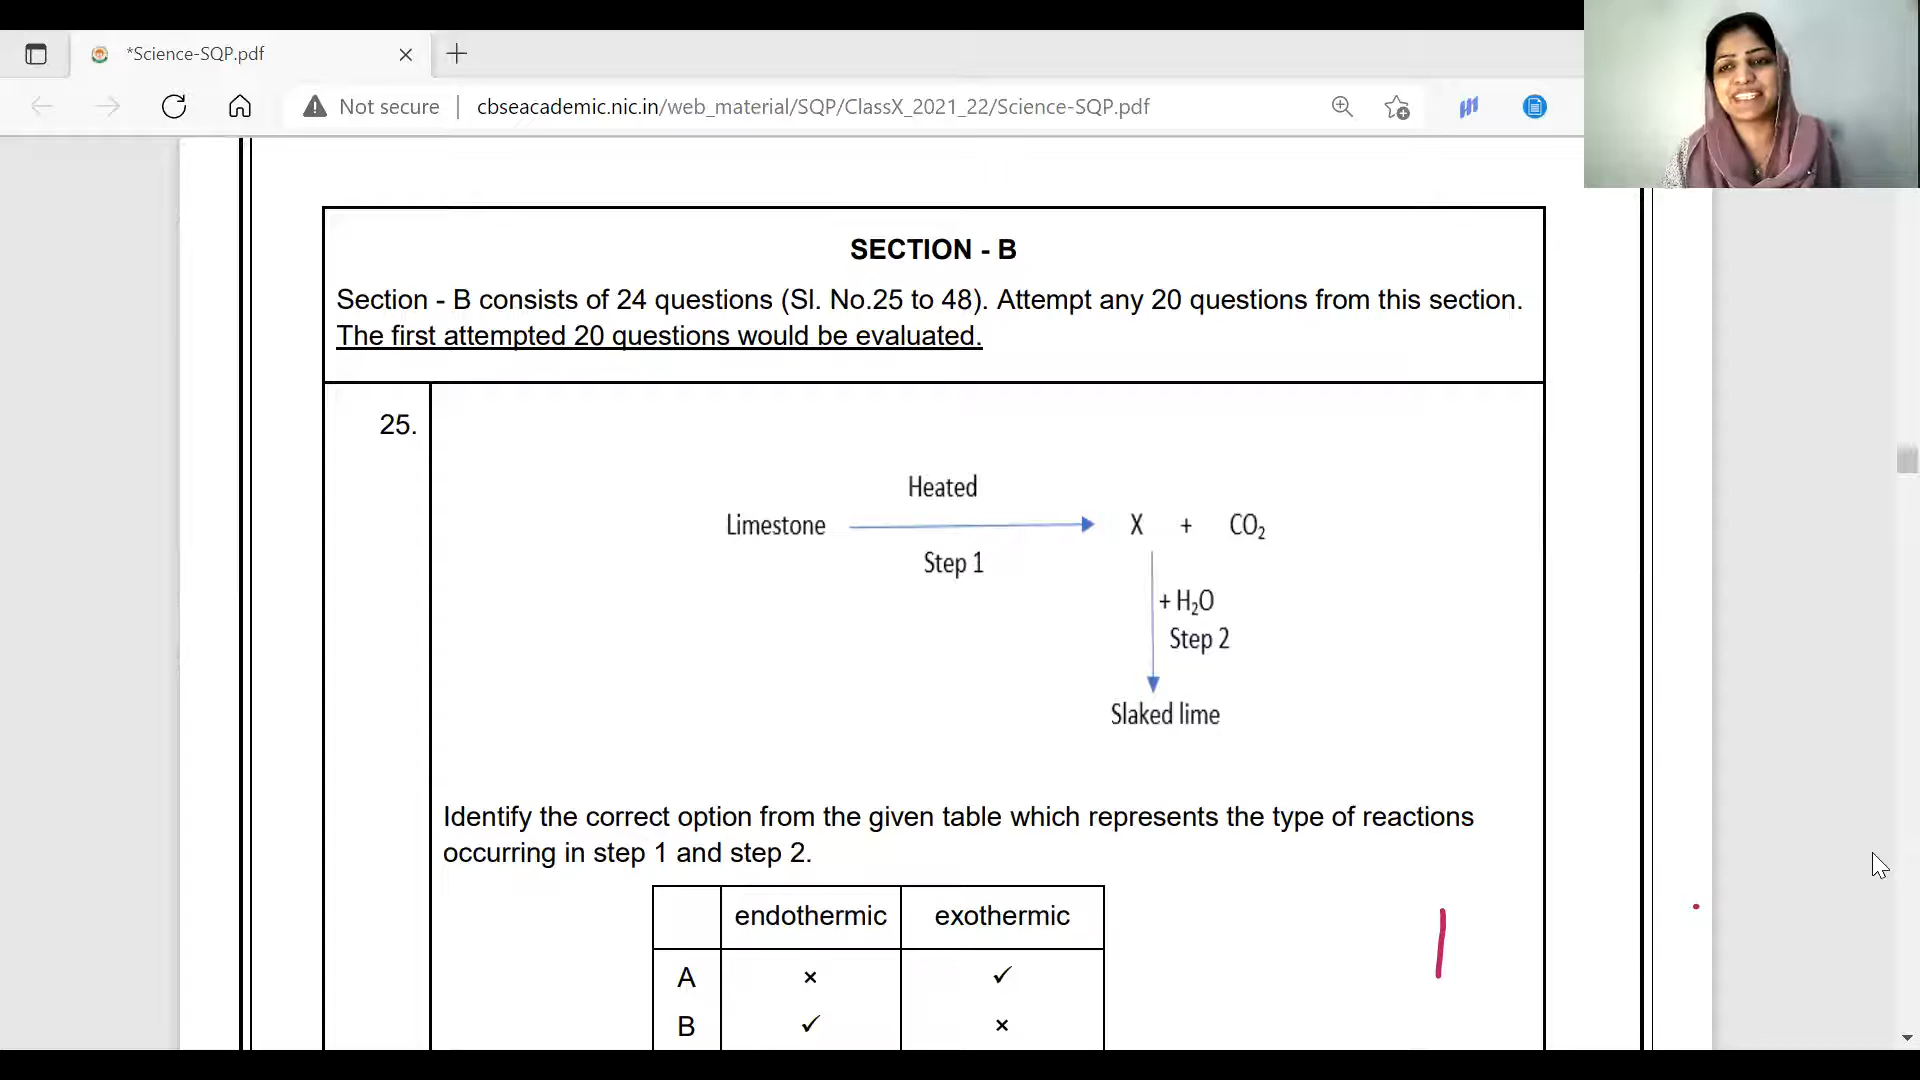 *Science-SQP.pdf
Not secure
cbseacademic.nic.in/web_material/SQP/ClassX_2021_22/Science-SQP.pdf
SECTION - B
Section - B consists of 24 questions (Sl. No.25 to 48). Attempt any 20 questions from this section.
The first attempted 20 questions would be evaluated.
25.
Heated
Limestone X + CO₂
Step 1
+ H₂O
Step 2
Slaked lime
Identify the correct option from the given table which represents the type of reactions
occurring in step 1 and step 2.
endothermic exothermic
A × ✓
B ✓ ×